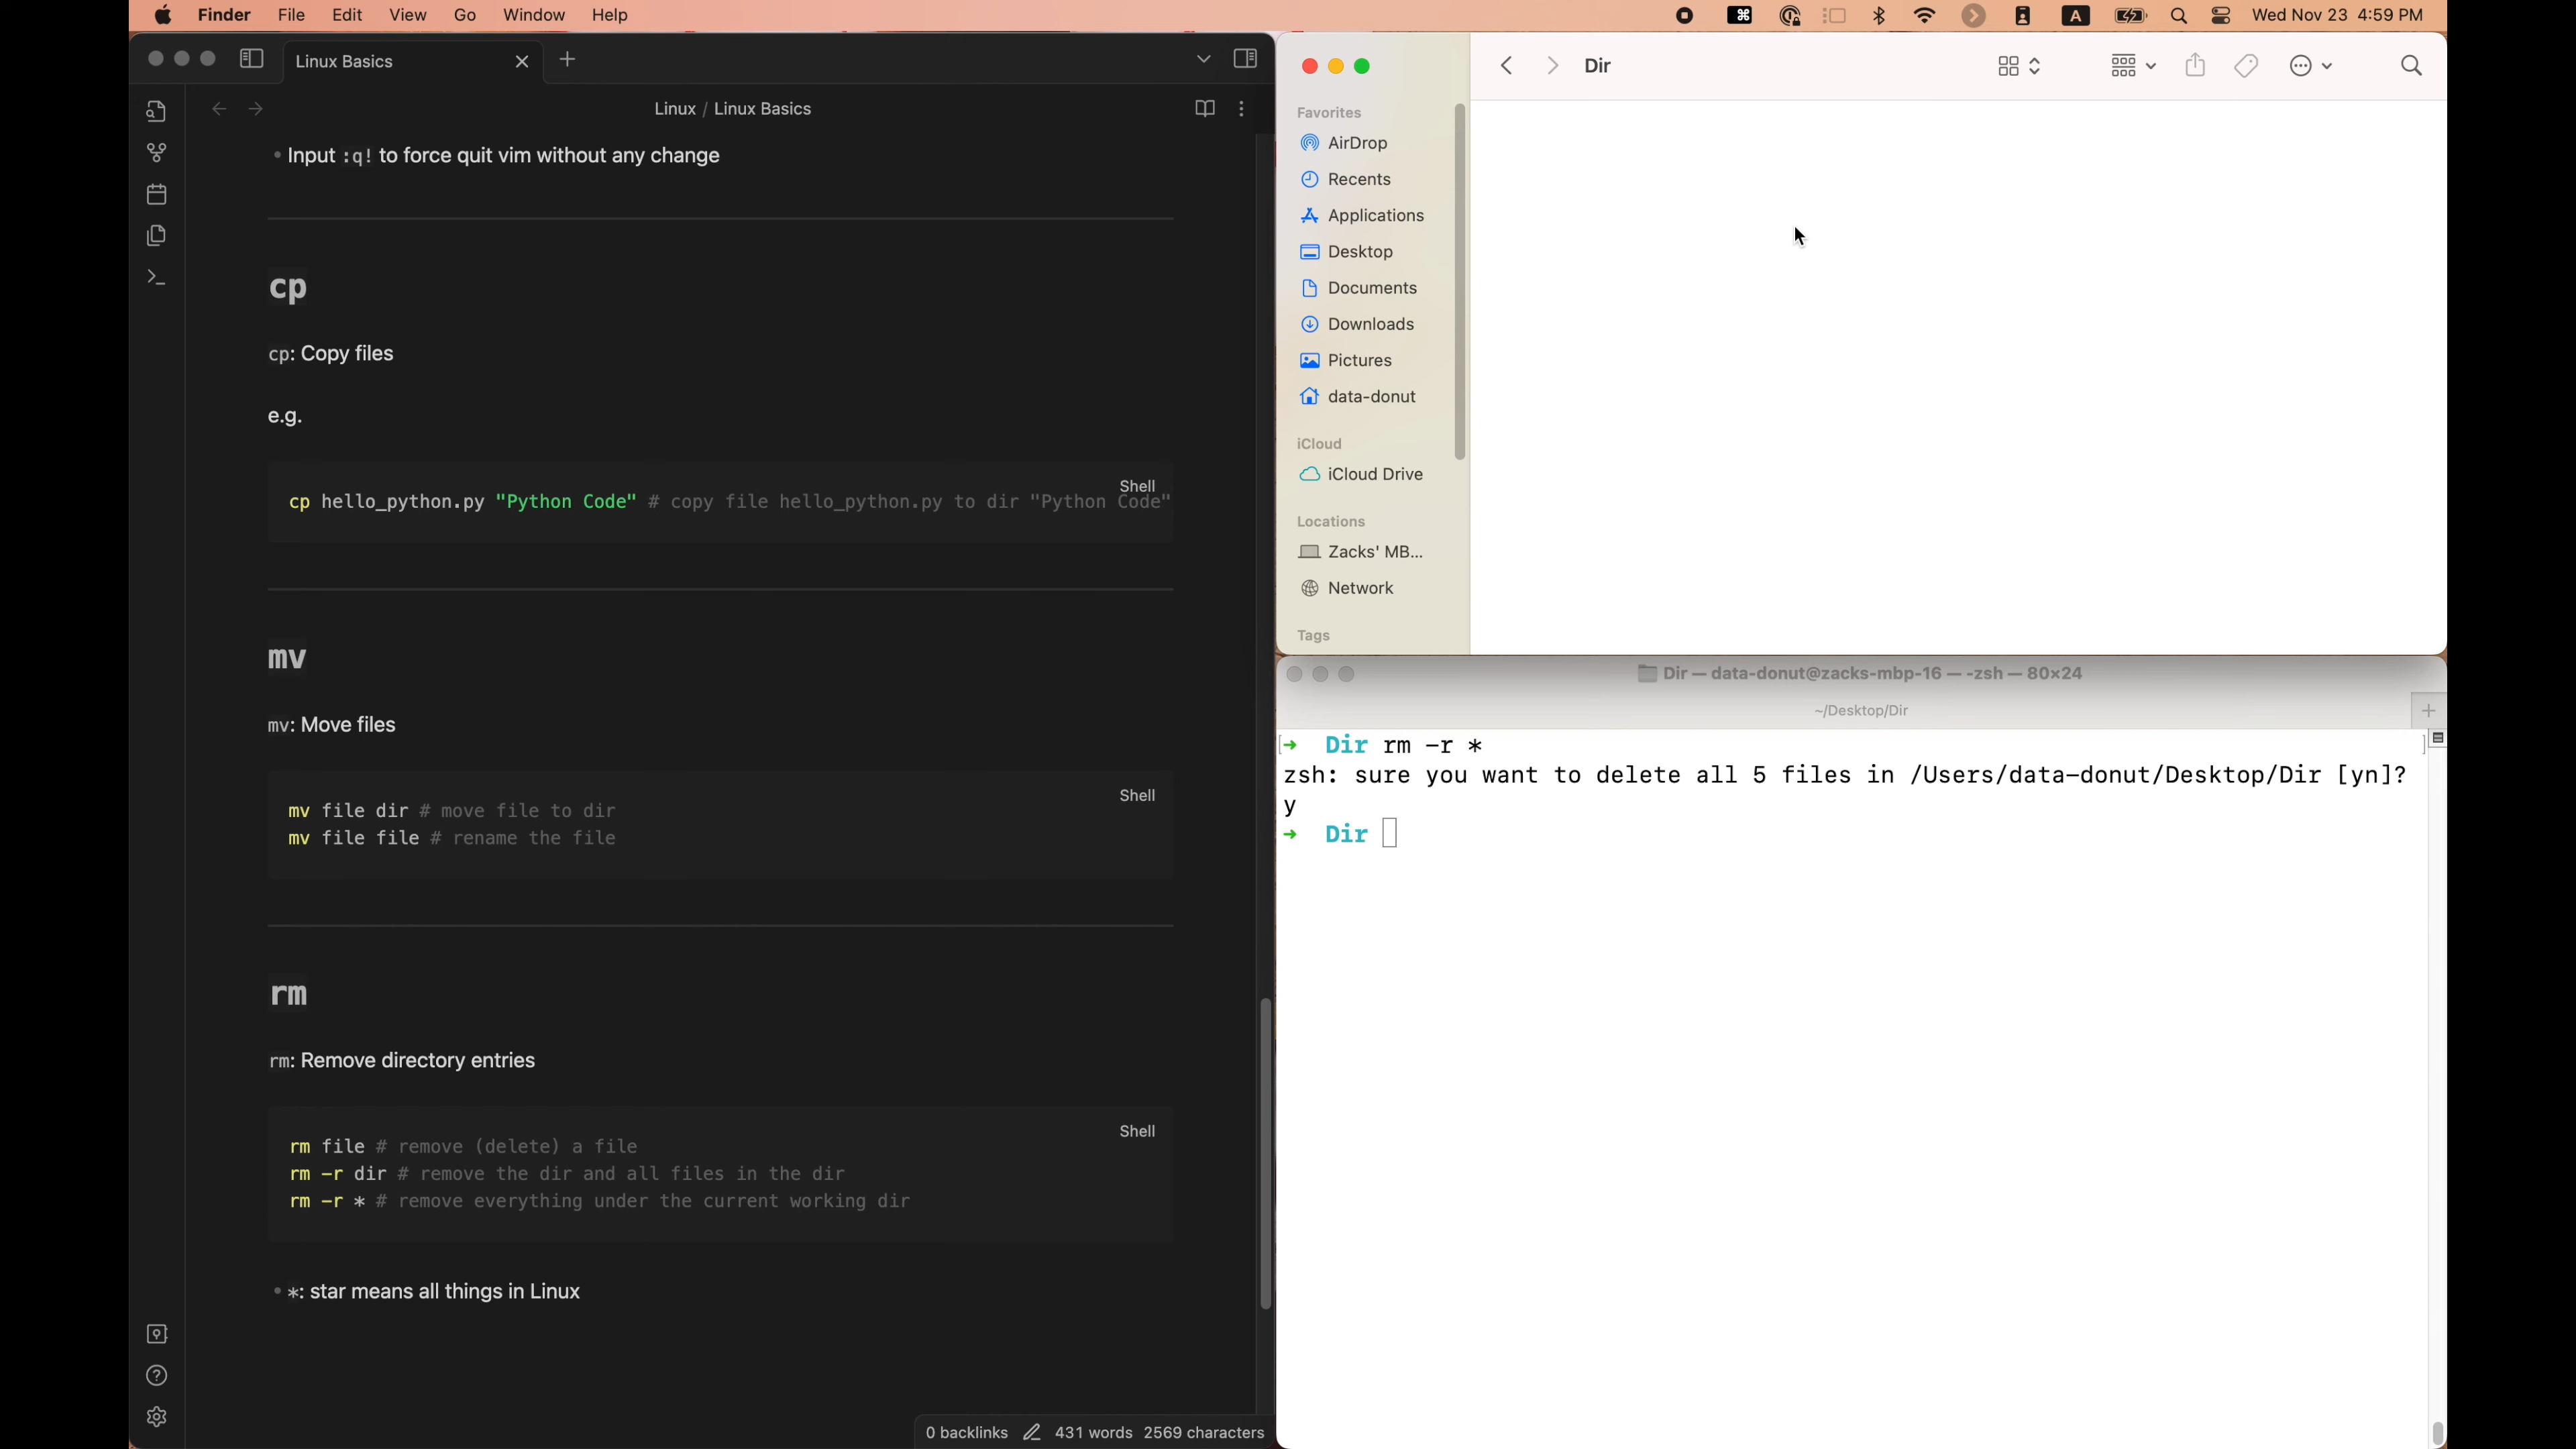 Finder File Edit View Go Window Help
A Wed Nov 23 4:59 PM
Linux Basics
Linux / Linux Basics
Input :q! to force quit vim without any change
cp
cp: Copy files
e.g.
Shell
cp hello_python.py "Python Code" # copy file hello_python.py to dir "Python Code"
mv
mv: Move files
Shell
mv file dir # move file to dir
mv file file # rename the file
rm
rm: Remove directory entries
Shell
rm file # remove (delete) a file
rm -r dir # remove the dir and all files in the dir
rm -r * # remove everything under the current working dir
*: star means all things in Linux
0 backlinks 431 words 2569 characters
Dir
Favorites
AirDrop
Recents
Applications
Desktop
Documents
Downloads
Pictures
data-donut
iCloud
iCloud Drive
Locations
Zacks' MB...
Network
Tags
Dir — data-donut@zacks-mbp-16 — -zsh — 80×24
~/Desktop/Dir
[➜ Dir rm -r * ]
zsh: sure you want to delete all 5 files in /Users/data-donut/Desktop/Dir [yn]?
y
➜ Dir